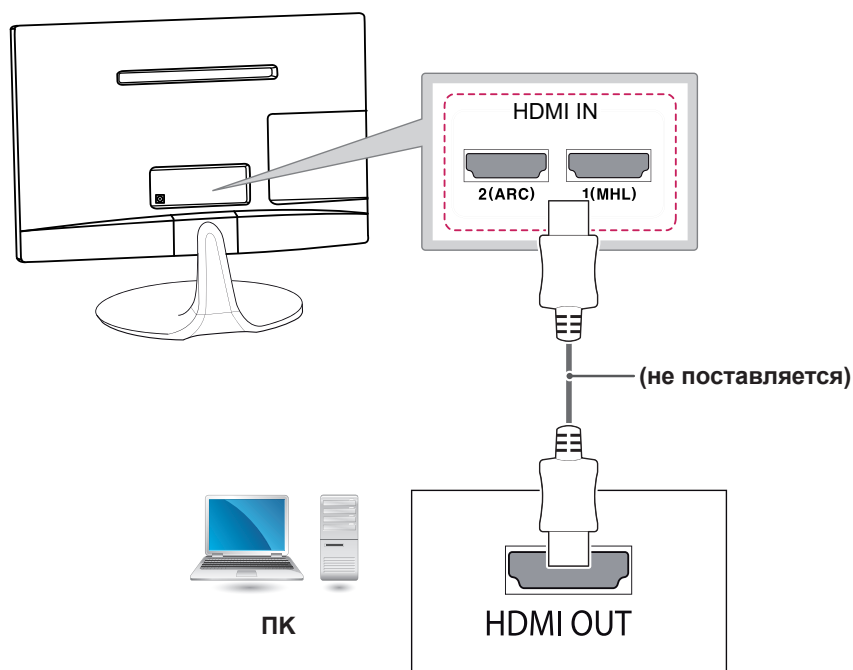 HDMI IN
2(ARC)
1(MHL)
(не поставляется)
ПК
HDMI OUT